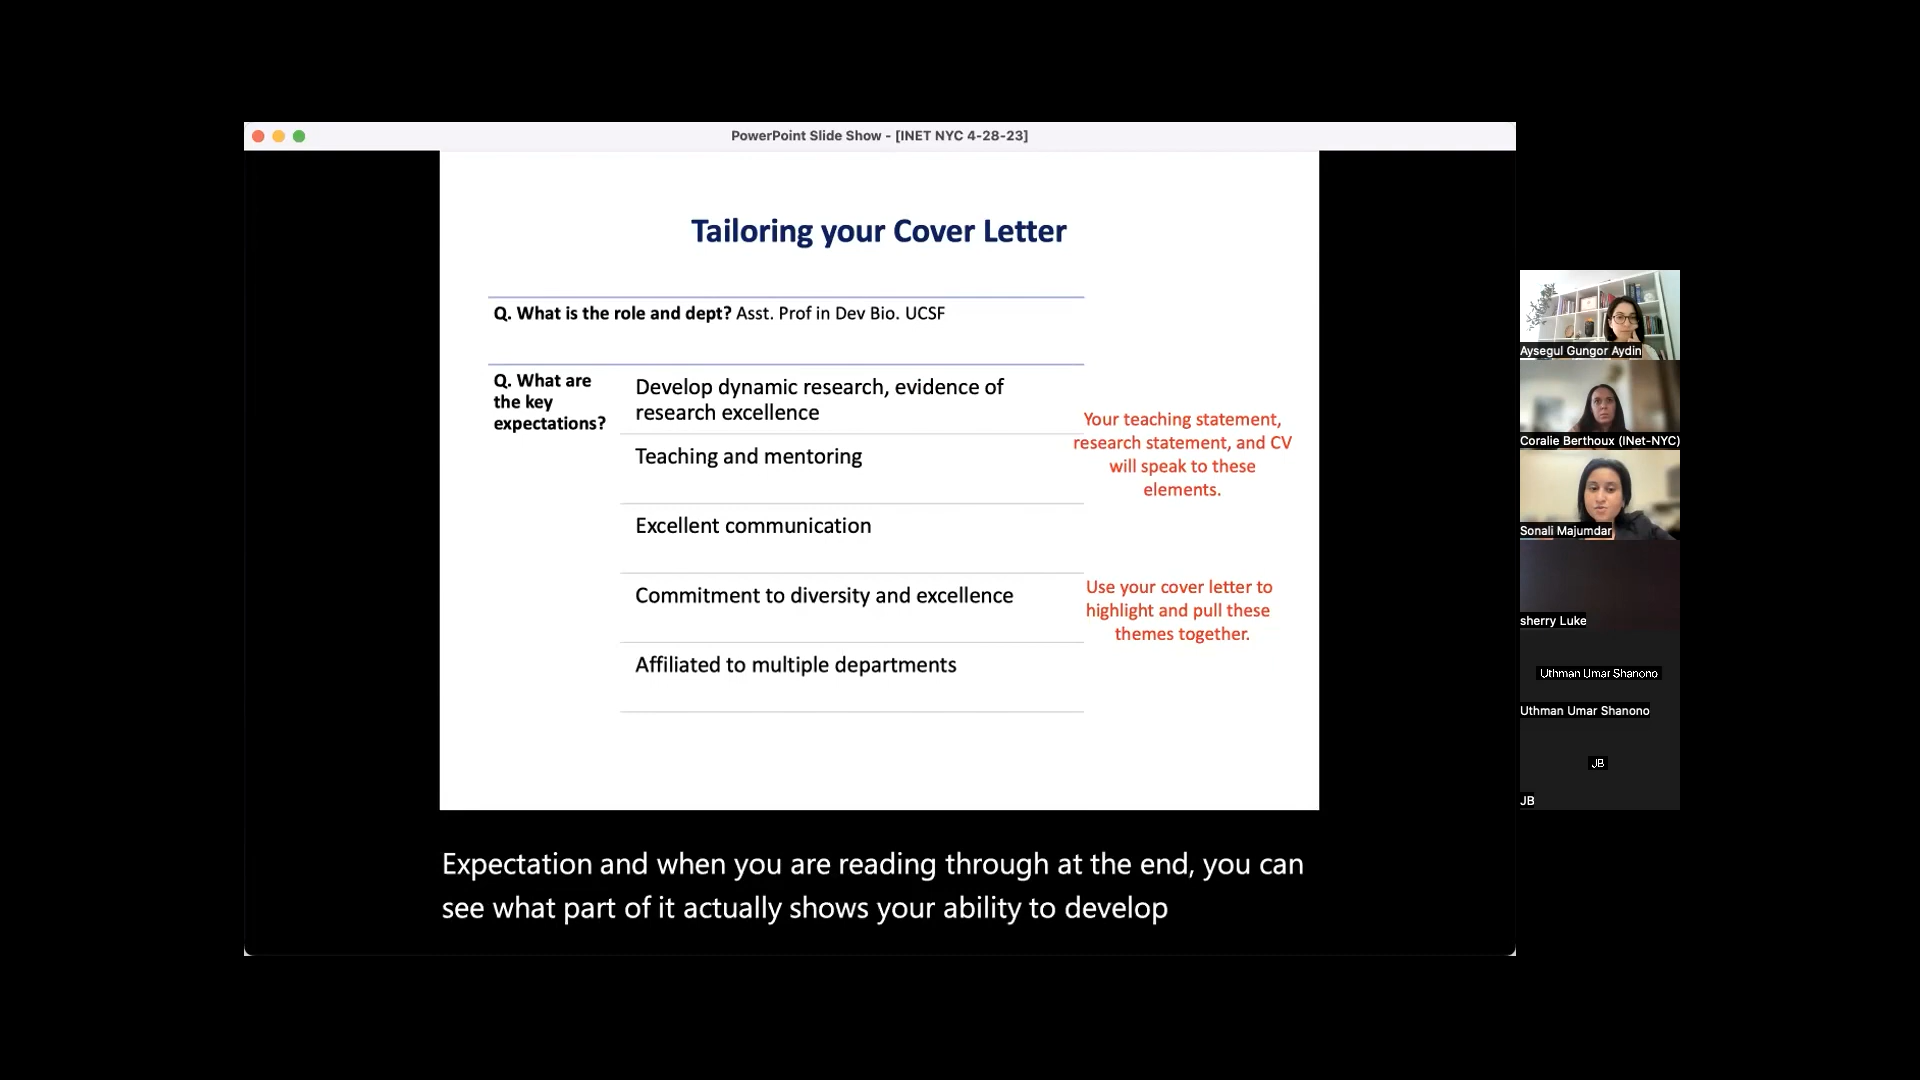 PowerPoint Slide Show - [INET NYC 4-28-23]
Tailoring your Cover Letter
Q. What is the role and dept? Asst. Prof in Dev Bio. UCSF
Q. What are
the key
expectations?
Develop dynamic research, evidence of
research excellence
Teaching and mentoring
Excellent communication
Commitment to diversity and excellence
Affiliated to multiple departments
Your teaching statement,
research statement, and CV
will speak to these
elements.
Use your cover letter to
highlight and pull these
themes together.
Expectation and when you are reading through at the end, you can
see what part of it actually shows your ability to develop
Aysegul Gungor Aydin
Coralie Berthoux (INet-NYC)
Sonali Majumdar
sherry Luke
Uthman Umar Shanono
Uthman Umar Shanono
JB
JB